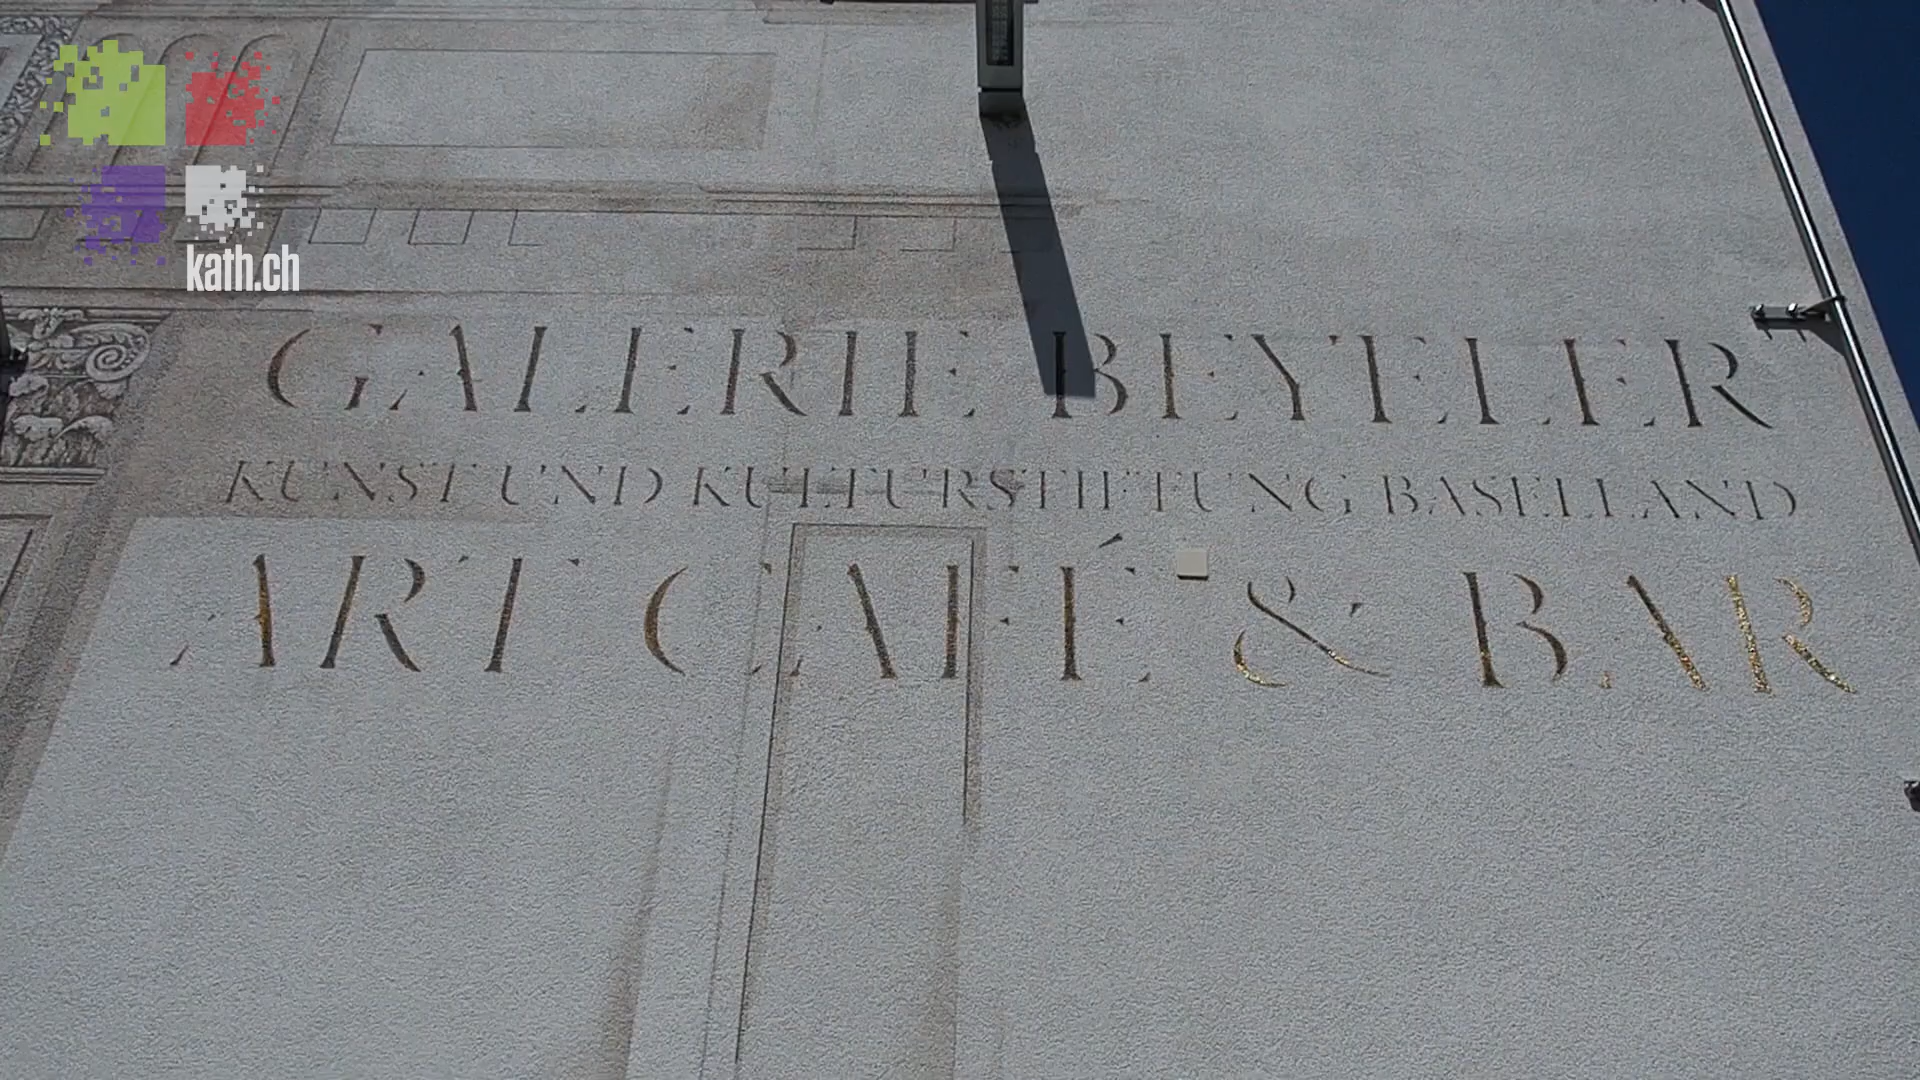 kath.ch
GALERIE BEYELER
KUNST UND KULTURSTIFTUNG BASELLAND
ART CAFÉ & BAR